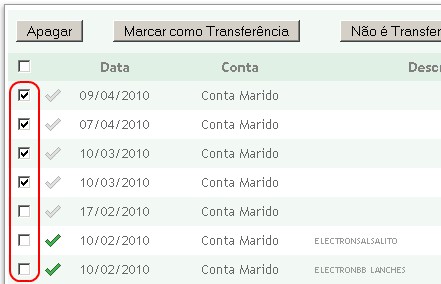 Apagar Marcar como Transferência Não é Transfer
Data Conta Descr
09/04/2010 Conta Marido
07/04/2010 Conta Marido
10/03/2010 Conta Marido
10/03/2010 Conta Marido
17/02/2010 Conta Marido
10/02/2010 Conta Marido ELECTRONSALSALITO
10/02/2010 Conta Marido ELECTRONBB LANCHES